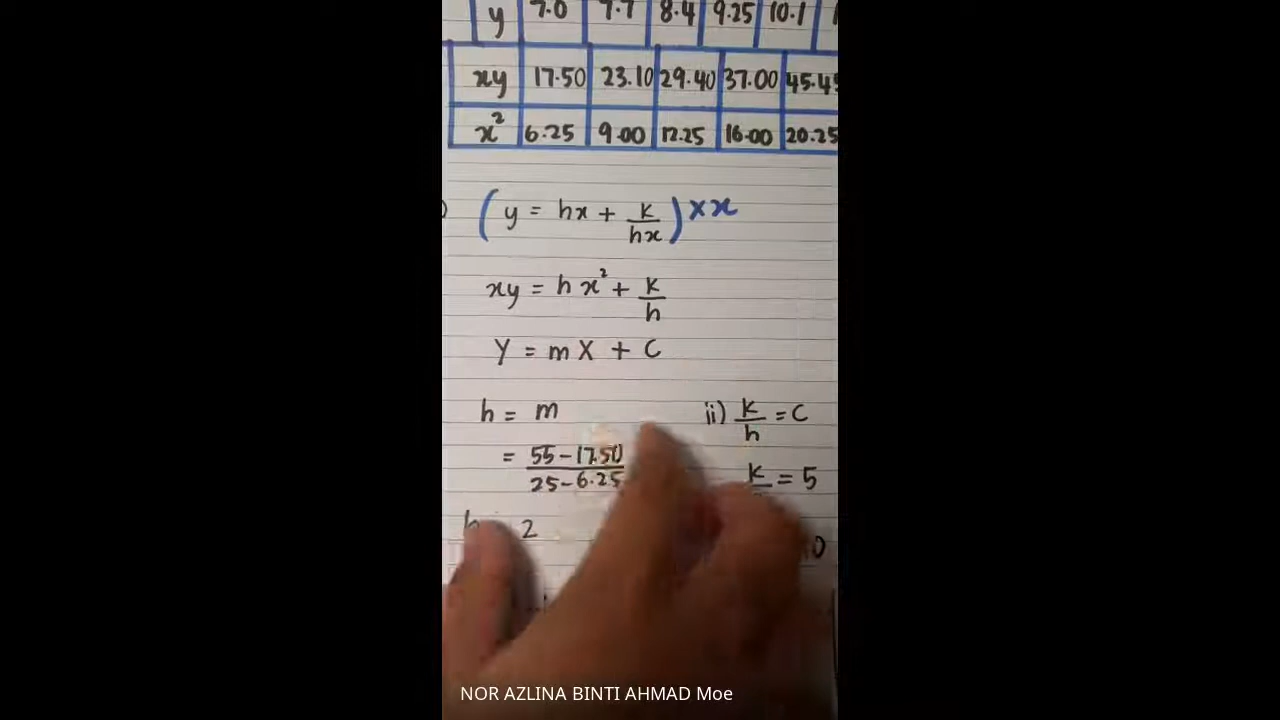 y 7.0 7.7 8.4 9.25 10.1
xy 17.50 23.10 29.40 37.00 45.45
x² 6.25 9.00 12.25 16.00 20.25
(y = hx + k/hx) × x
xy = hx² + k/h
Y = mX + C
h = m
= 55 - 17.50 / 25 - 6.25
2
ii) k/h = C
k = 5
NOR AZLINA BINTI AHMAD Moe